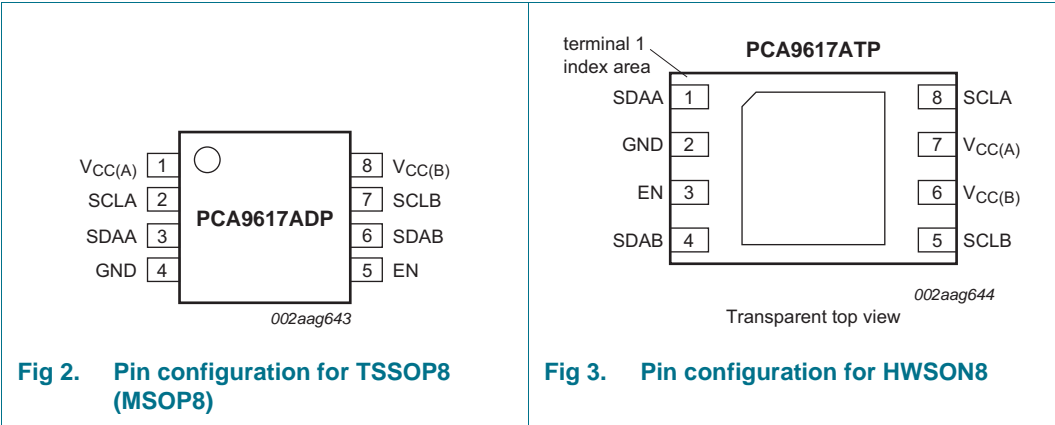 VCC(A) 1
SCLA 2
SDAA 3
GND 4
PCA9617ADP
8 VCC(B)
7 SCLB
6 SDAB
5 EN
002aag643
Fig 2. Pin configuration for TSSOP8
(MSOP8)
terminal 1
index area
PCA9617ATP
SDAA 1
GND 2
EN 3
SDAB 4
8 SCLA
7 VCC(A)
6 VCC(B)
5 SCLB
002aag644
Transparent top view
Fig 3. Pin configuration for HWSON8